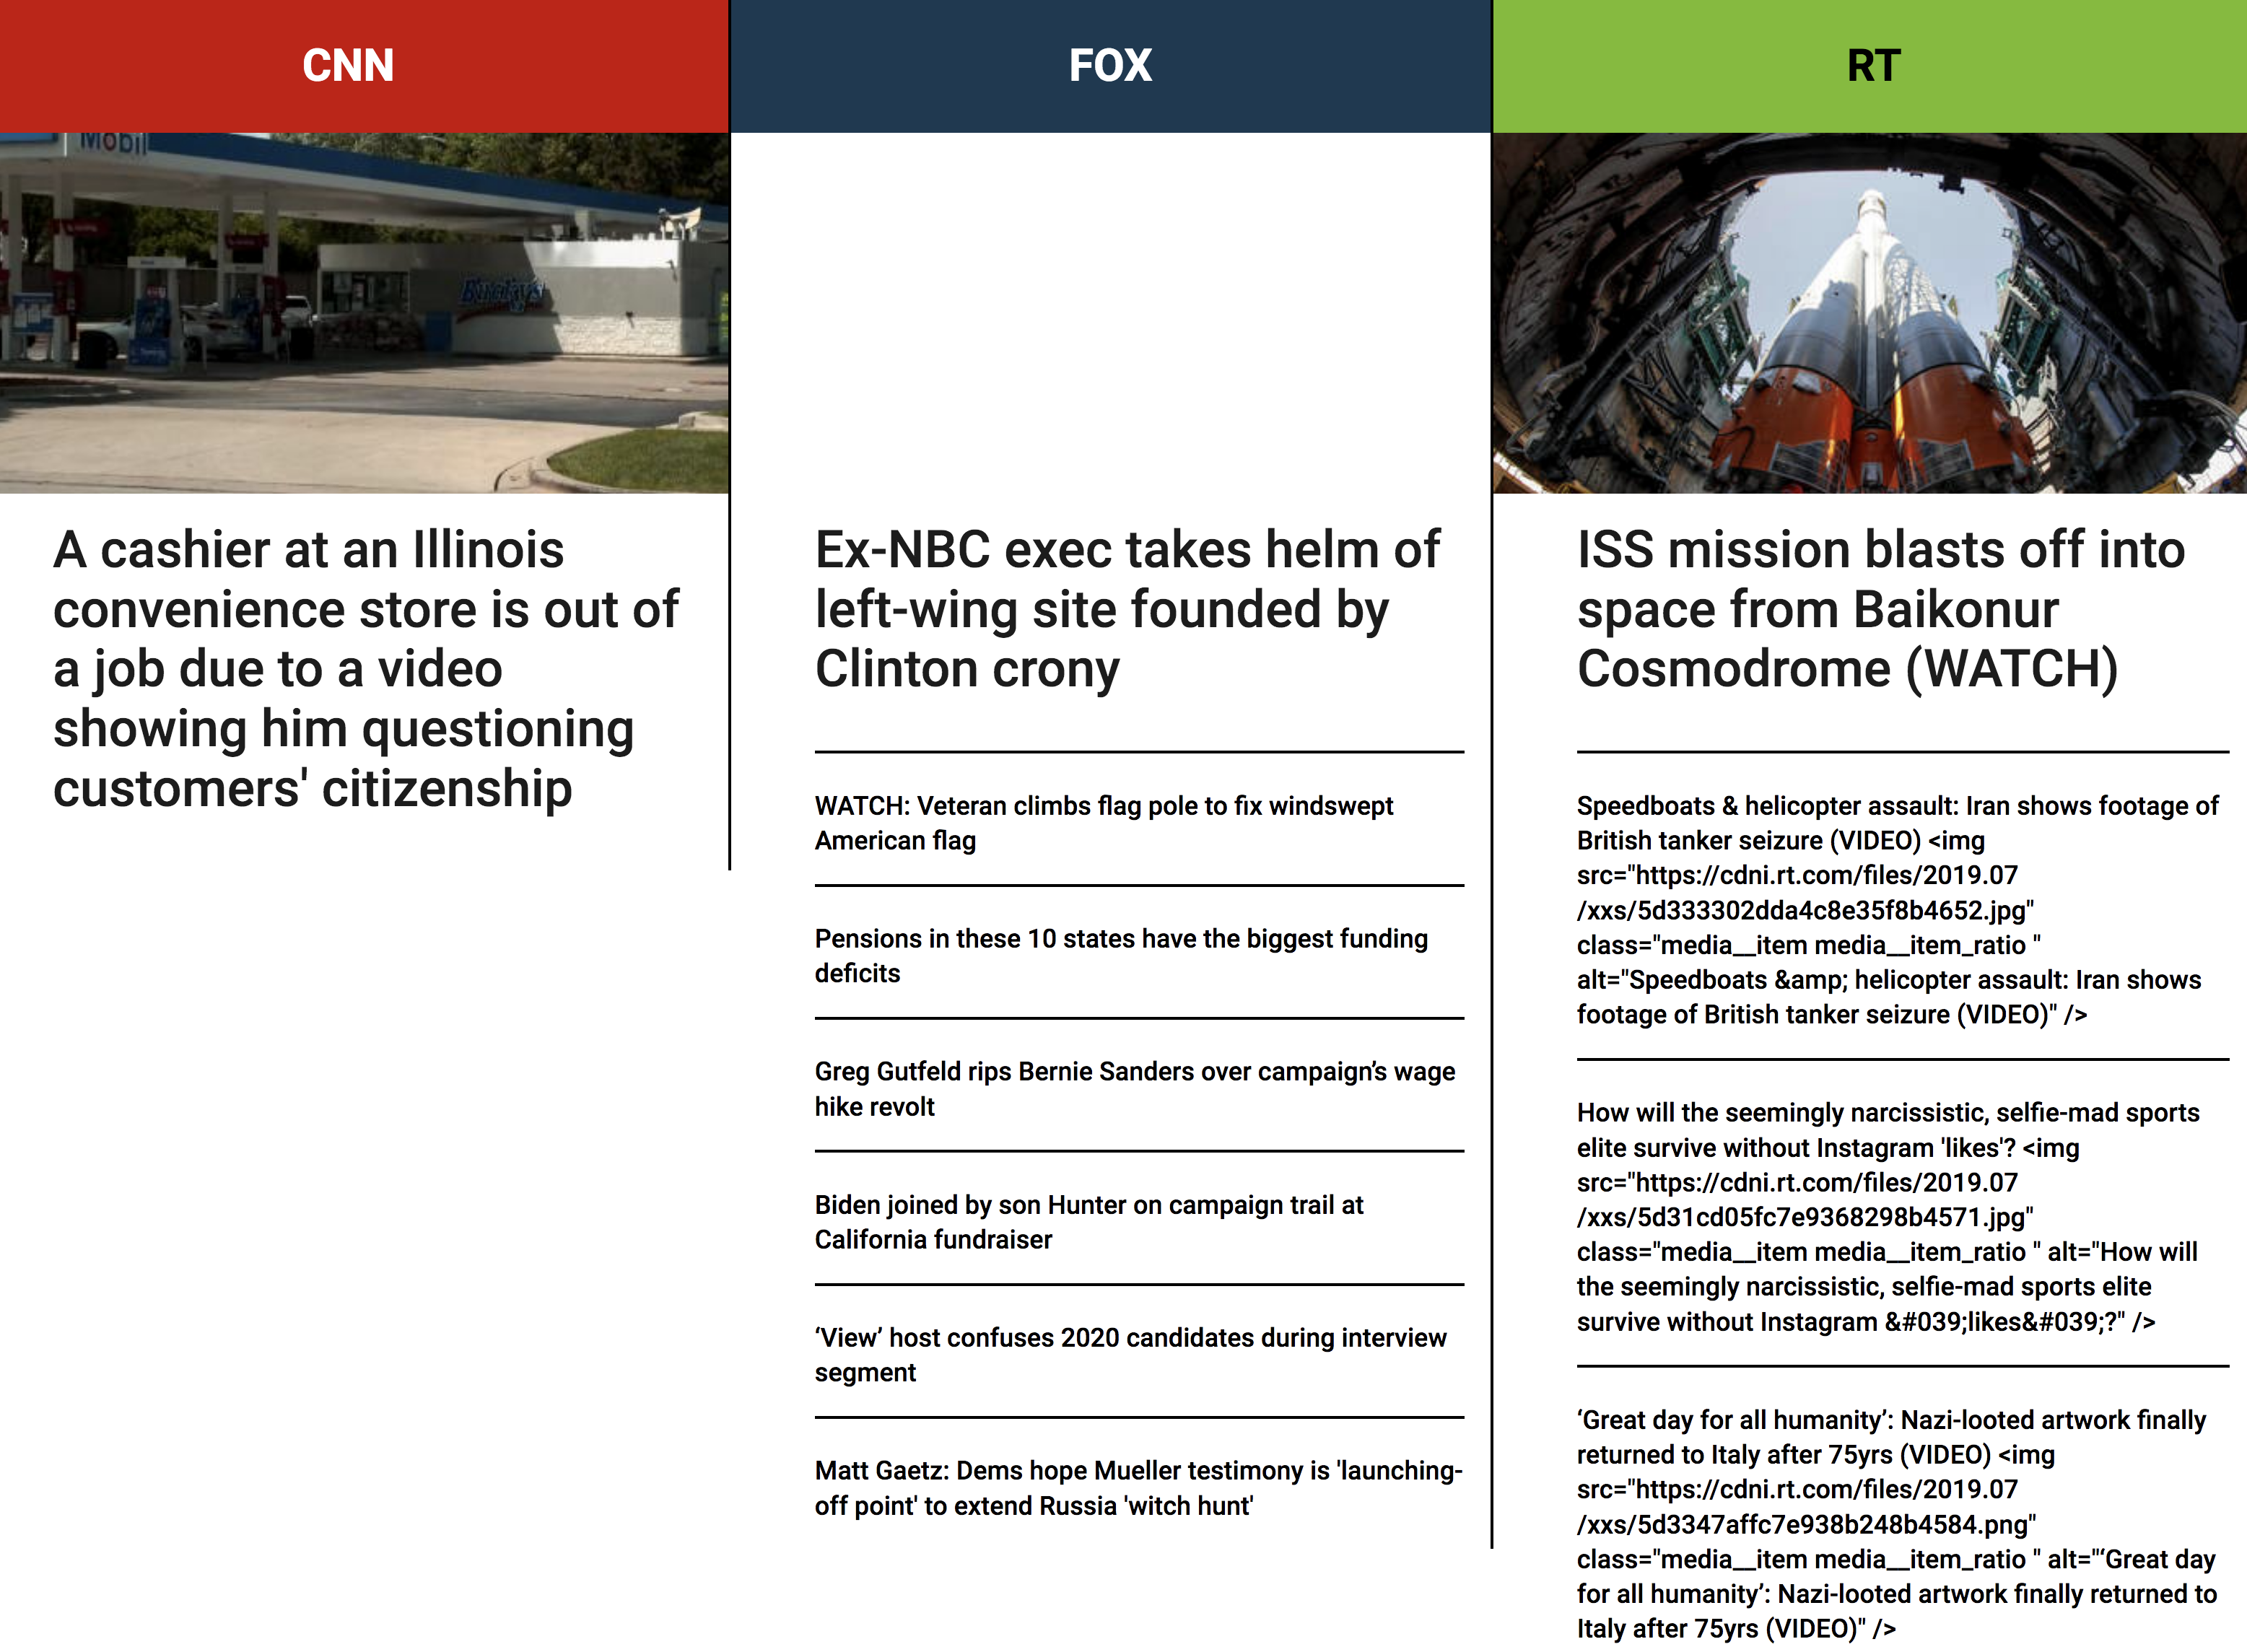 CNN
FOX
RT
Mobil
A cashier at an Illinois
convenience store is out of
a job due to a video
showing him questioning
customers' citizenship
Ex-NBC exec takes helm of
left-wing site founded by
Clinton crony
WATCH: Veteran climbs flag pole to fix windswept
American flag
Pensions in these 10 states have the biggest funding
deficits
Greg Gutfeld rips Bernie Sanders over campaign’s wage
hike revolt
Biden joined by son Hunter on campaign trail at
California fundraiser
‘View’ host confuses 2020 candidates during interview
segment
Matt Gaetz: Dems hope Mueller testimony is 'launching-
off point' to extend Russia 'witch hunt'
ISS mission blasts off into
space from Baikonur
Cosmodrome (WATCH)
Speedboats & helicopter assault: Iran shows footage of
British tanker seizure (VIDEO) <img
src="https://cdni.rt.com/files/2019.07
/xxs/5d333302dda4c8e35f8b4652.jpg"
class="media__item media__item_ratio "
alt="Speedboats &amp; helicopter assault: Iran shows
footage of British tanker seizure (VIDEO)" />
How will the seemingly narcissistic, selfie-mad sports
elite survive without Instagram 'likes'? <img
src="https://cdni.rt.com/files/2019.07
/xxs/5d31cd05fc7e9368298b4571.jpg"
class="media__item media__item_ratio " alt="How will
the seemingly narcissistic, selfie-mad sports elite
survive without Instagram &#039;likes&#039;?" />
‘Great day for all humanity’: Nazi-looted artwork finally
returned to Italy after 75yrs (VIDEO) <img
src="https://cdni.rt.com/files/2019.07
/xxs/5d3347affc7e938b248b4584.png"
class="media__item media__item_ratio " alt="‘Great day
for all humanity’: Nazi-looted artwork finally returned to
Italy after 75yrs (VIDEO)" />